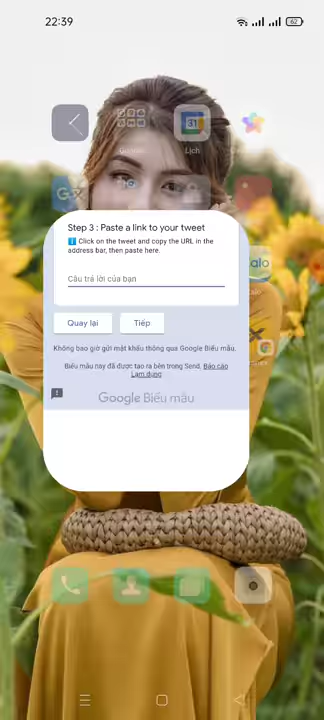 22:39
62
31
Lịch
Step 3 : Paste a link to your tweet
Click on the tweet and copy the URL in the
address bar, then paste here.
Câu trả lời của bạn
Quay lại
Tiếp
Không bao giờ gửi mật khẩu thông qua Google Biểu mẫu.
Biểu mẫu này đã được tạo ra bên trong Send. Báo cáo
Lạm dụng
Google Biểu mẫu